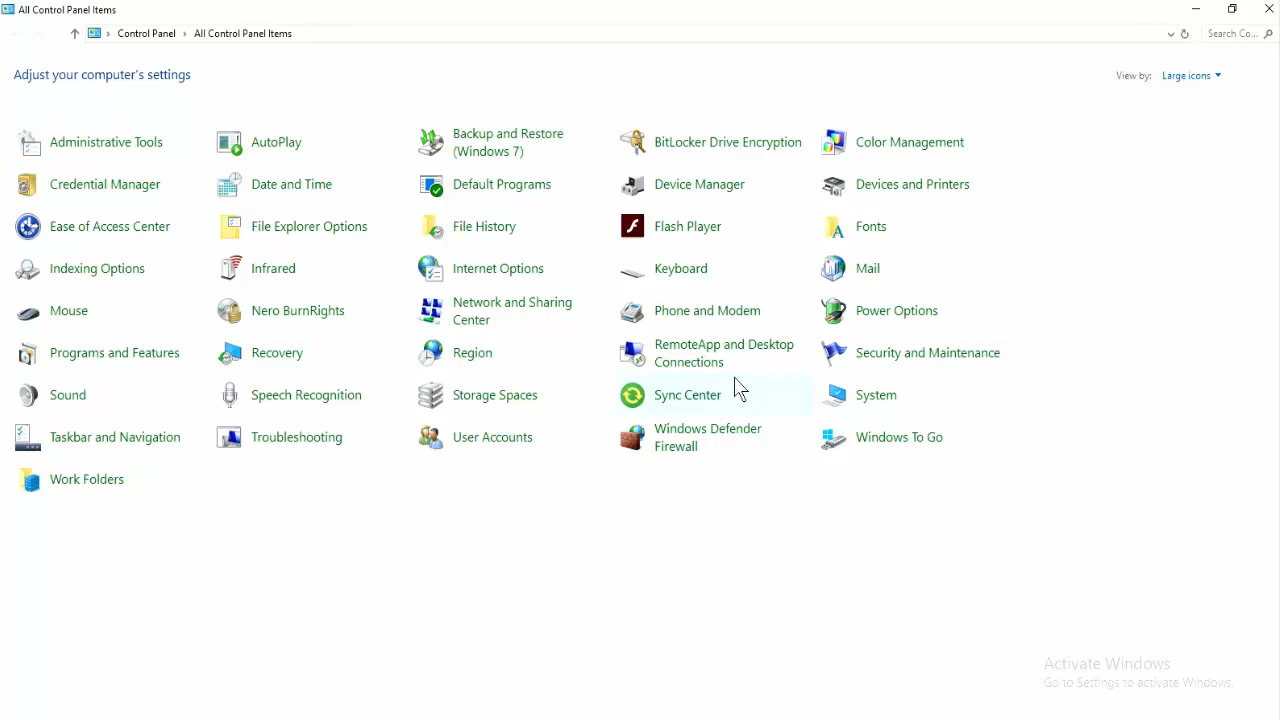 All Control Panel Items
Control Panel › All Control Panel Items
Search Co...
Adjust your computer's settings
View by: Large icons
Administrative Tools
AutoPlay
Backup and Restore
(Windows 7)
BitLocker Drive Encryption
Color Management
Credential Manager
Date and Time
Default Programs
Device Manager
Devices and Printers
Ease of Access Center
File Explorer Options
File History
Flash Player
Fonts
Indexing Options
Infrared
Internet Options
Keyboard
Mail
Mouse
Nero BurnRights
Network and Sharing
Center
Phone and Modem
Power Options
Programs and Features
Recovery
Region
RemoteApp and Desktop
Connections
Security and Maintenance
Sound
Speech Recognition
Storage Spaces
Sync Center
System
Taskbar and Navigation
Troubleshooting
User Accounts
Windows Defender
Firewall
Windows To Go
Work Folders
Activate Windows
Go to Settings to activate Windows.